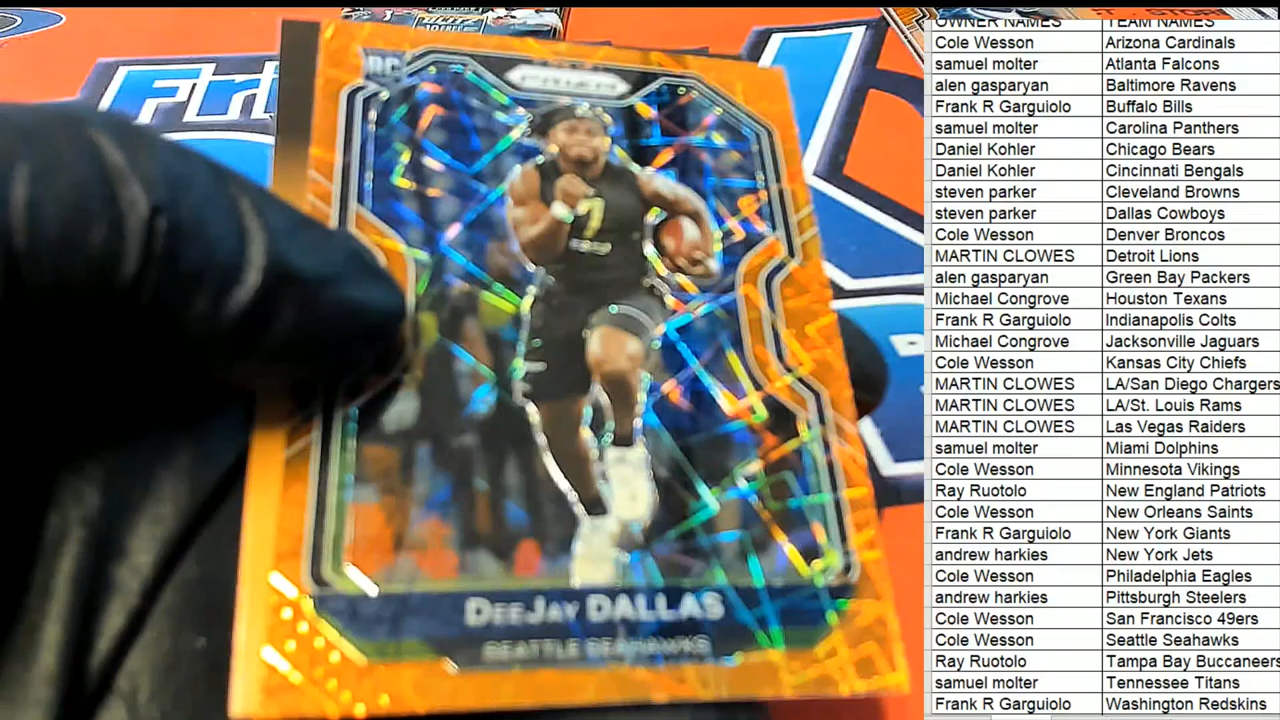 BLITZ
RC
PRIZM
7
DEEJAY DALLAS
SEATTLE SEAHAWKS
OWNER NAMES TEAM NAMES
Cole Wesson Arizona Cardinals
samuel molter Atlanta Falcons
alen gasparyan Baltimore Ravens
Frank R Garguiolo Buffalo Bills
samuel molter Carolina Panthers
Daniel Kohler Chicago Bears
Daniel Kohler Cincinnati Bengals
steven parker Cleveland Browns
steven parker Dallas Cowboys
Cole Wesson Denver Broncos
MARTIN CLOWES Detroit Lions
alen gasparyan Green Bay Packers
Michael Congrove Houston Texans
Frank R Garguiolo Indianapolis Colts
Michael Congrove Jacksonville Jaguars
Cole Wesson Kansas City Chiefs
MARTIN CLOWES LA/San Diego Chargers
MARTIN CLOWES LA/St. Louis Rams
MARTIN CLOWES Las Vegas Raiders
samuel molter Miami Dolphins
Cole Wesson Minnesota Vikings
Ray Ruotolo New England Patriots
Cole Wesson New Orleans Saints
Frank R Garguiolo New York Giants
andrew harkies New York Jets
Cole Wesson Philadelphia Eagles
andrew harkies Pittsburgh Steelers
Cole Wesson San Francisco 49ers
Cole Wesson Seattle Seahawks
Ray Ruotolo Tampa Bay Buccaneers
samuel molter Tennessee Titans
Frank R Garguiolo Washington Redskins